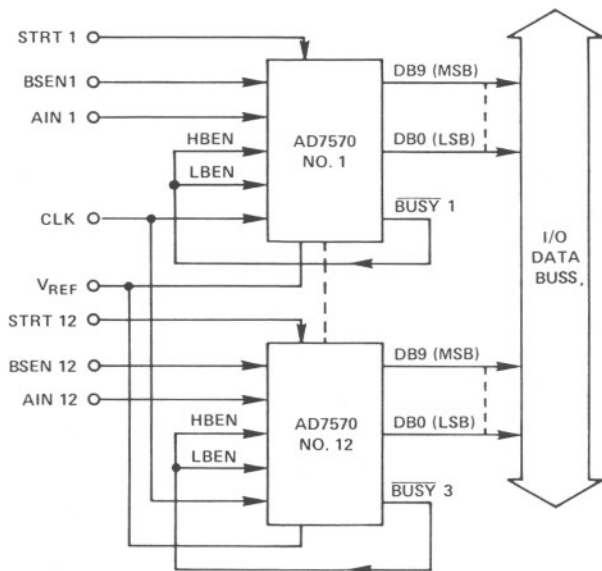 STRT 1
BSEN1
AIN 1
HBEN
LBEN
CLK
VREF
AD7570
NO. 1
DB9 (MSB)
DB0 (LSB)
BUSY 1
I/O
DATA
BUSS.
STRT 12
BSEN 12
AIN 12
HBEN
LBEN
AD7570
NO. 12
DB9 (MSB)
DB0 (LSB)
BUSY 3